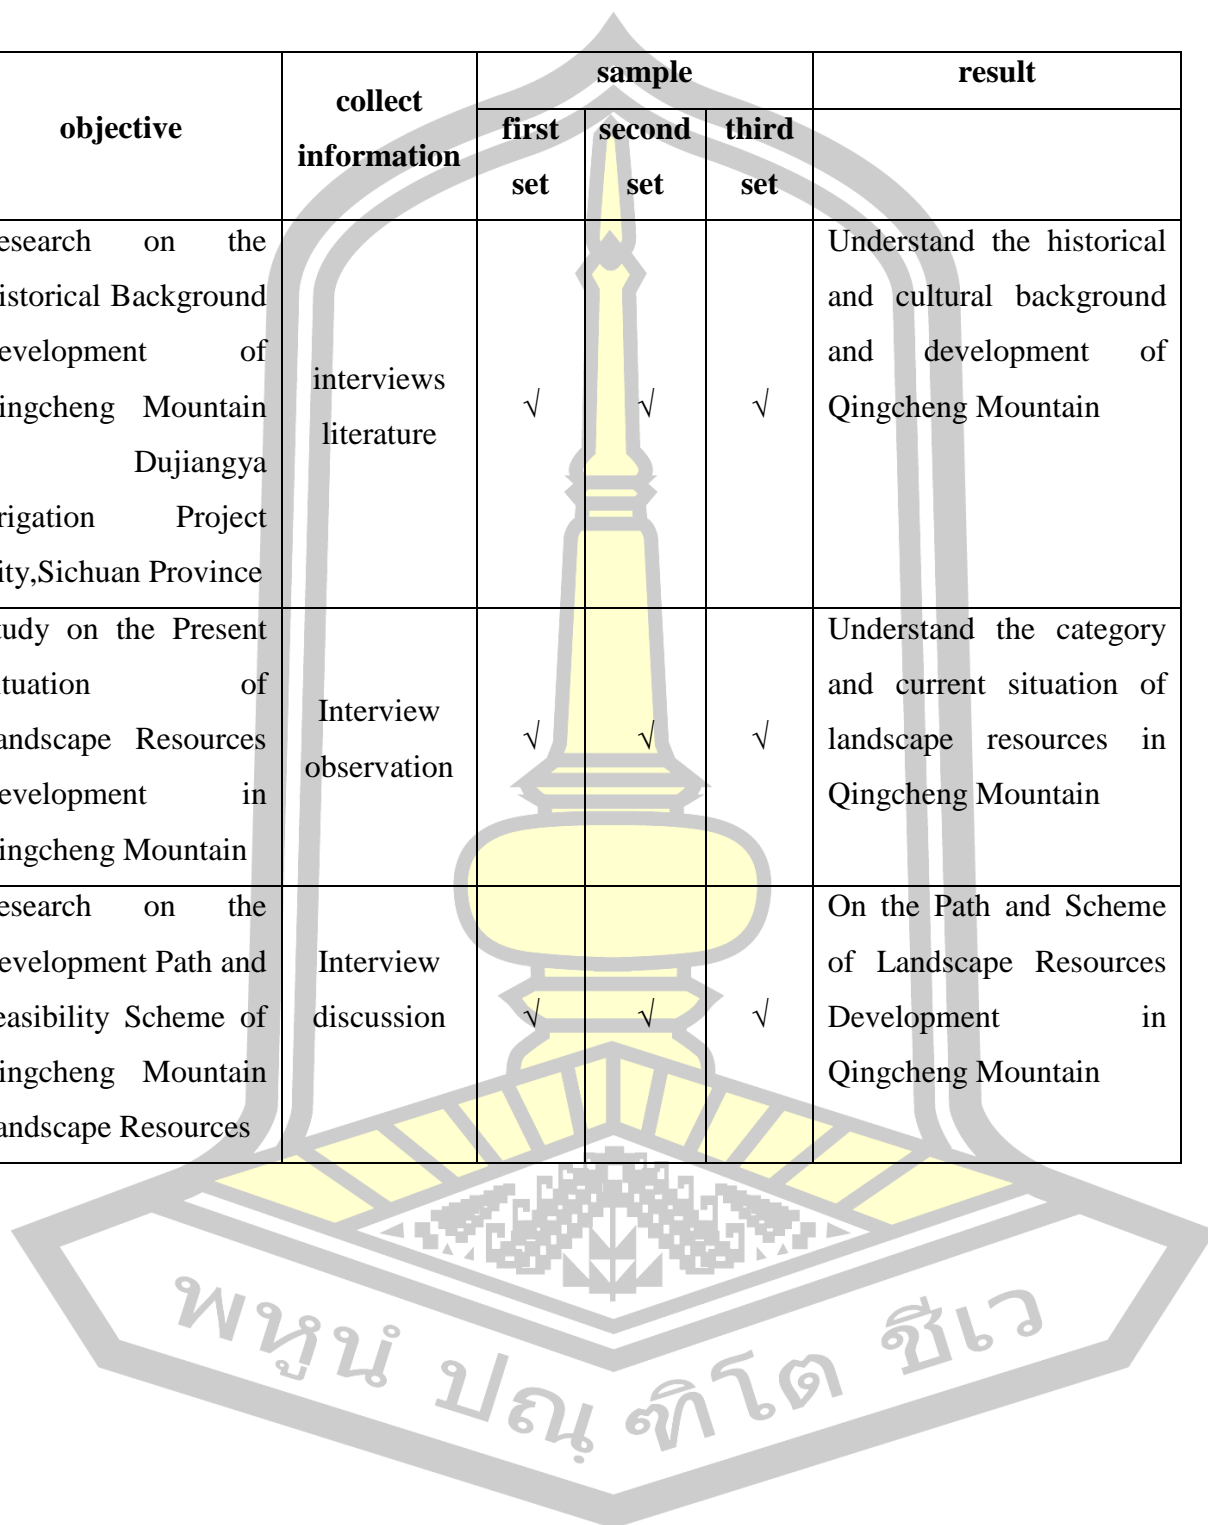 objective
collect
information
sample
result
first
set
second
set
third
set
esearch on the
istorical Background
evelopment of
ingcheng Mountain
Dujiangya
rigation Project
ity,Sichuan Province
interviews
literature
√ √ √
Understand the historical
and cultural background
and development of
Qingcheng Mountain
tudy on the Present
ituation of
andscape Resources
evelopment in
ingcheng Mountain
Interview
observation
√ √ √
Understand the category
and current situation of
landscape resources in
Qingcheng Mountain
esearch on the
evelopment Path and
easibility Scheme of
ingcheng Mountain
andscape Resources
Interview
discussion
√ √ √
On the Path and Scheme
of Landscape Resources
Development in
Qingcheng Mountain
พหูนํ ปณฺฑิโต ชีเว